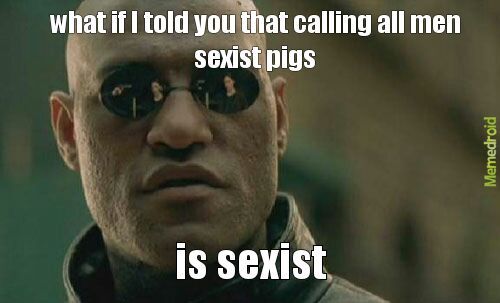 what if I told you that calling all men
sexist pigs
is sexist
Memedroid